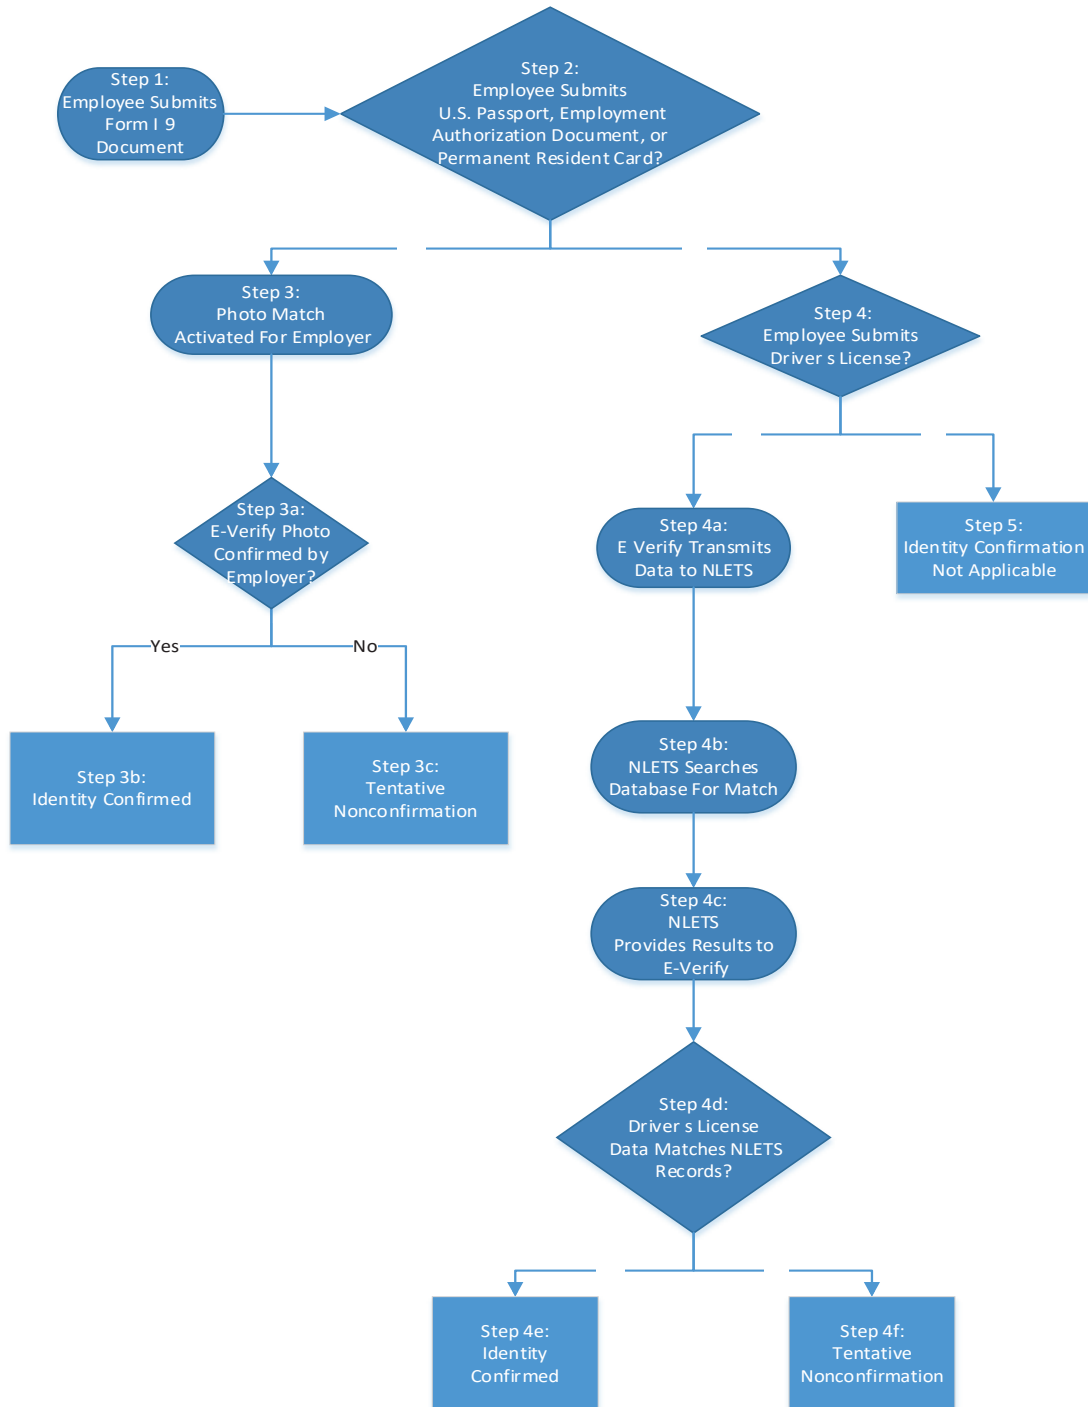 Step 1:
Employee Submits
Form I 9
Document
Step 2:
Employee Submits
U.S. Passport, Employment
Authorization Document, or
Permanent Resident Card?
Step 3:
Photo Match
Activated For Employer
Step 4:
Employee Submits
Driver s License?
Step 3a:
E-Verify Photo
Confirmed by
Employer?
Step 4a:
E Verify Transmits
Data to NLETS
Step 5:
Identity Confirmation
Not Applicable
Yes
No
Step 3b:
Identity Confirmed
Step 3c:
Tentative
Nonconfirmation
Step 4b:
NLETS Searches
Database For Match
Step 4c:
NLETS
Provides Results to
E-Verify
Step 4d:
Driver s License
Data Matches NLETS
Records?
Step 4e:
Identity
Confirmed
Step 4f:
Tentative
Nonconfirmation